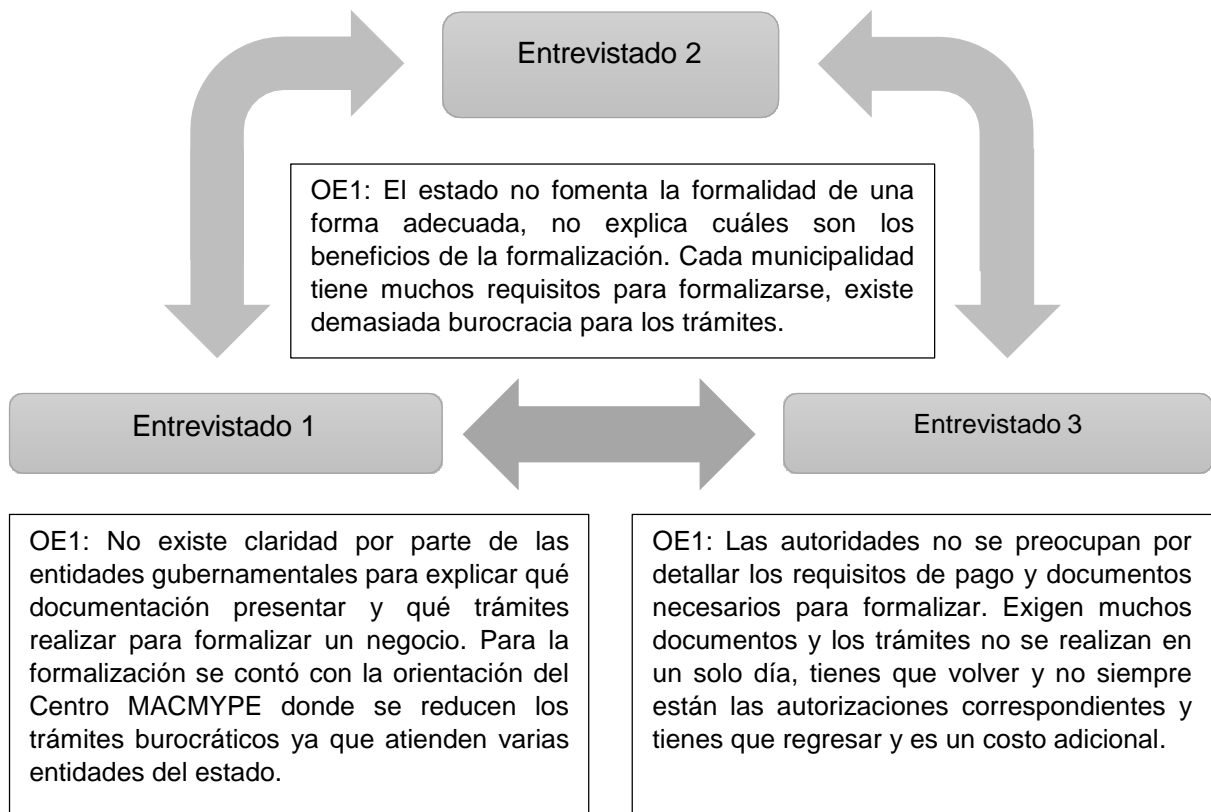 Entrevistado 2
OE1: El estado no fomenta la formalidad de una
forma adecuada, no explica cuáles son los
beneficios de la formalización. Cada municipalidad
tiene muchos requisitos para formalizarse, existe
demasiada burocracia para los trámites.
Entrevistado 1
Entrevistado 3
OE1: No existe claridad por parte de las
entidades gubernamentales para explicar qué
documentación presentar y qué trámites
realizar para formalizar un negocio. Para la
formalización se contó con la orientación del
Centro MACMYPE donde se reducen los
trámites burocráticos ya que atienden varias
entidades del estado.
OE1: Las autoridades no se preocupan por
detallar los requisitos de pago y documentos
necesarios para formalizar. Exigen muchos
documentos y los trámites no se realizan en
un solo día, tienes que volver y no siempre
están las autorizaciones correspondientes y
tienes que regresar y es un costo adicional.